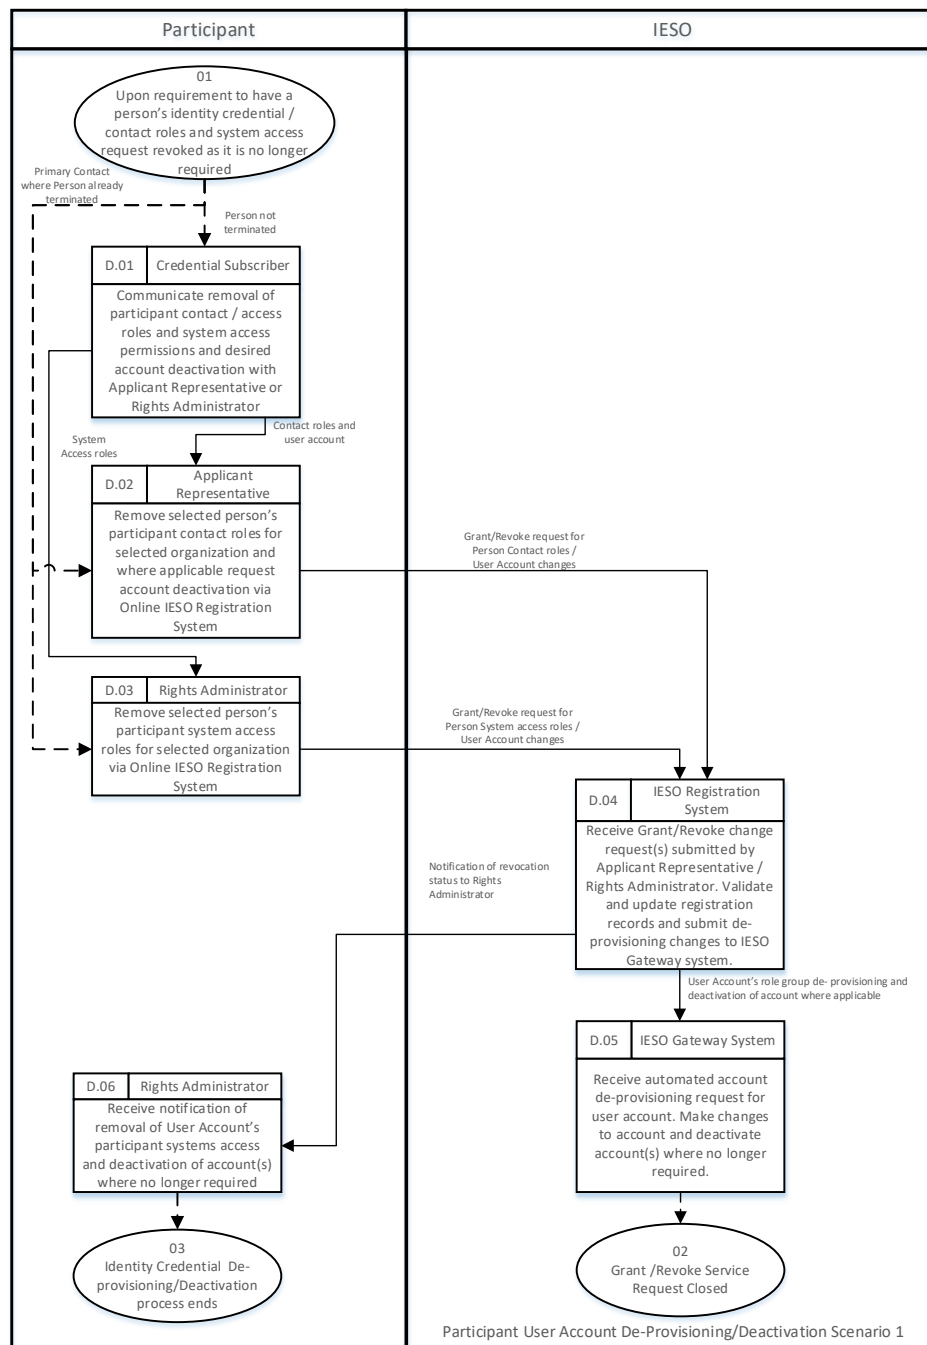 Participant
IESO
01
Upon requirement to have a
person's identity credential /
contact roles and system access
request revoked as it is no longer
required
Primary Contact
where Person already
terminated
Person not
terminated
D.01
Credential Subscriber
Communicate removal of
participant contact / access
roles and system access
permissions and desired
account deactivation with
Applicant Representative or
Rights Administrator
Contact roles and
user account
System
Access roles
D.02
Applicant
Representative
Remove selected person's
participant contact roles for
selected organization and
where applicable request
account deactivation via
Online IESO Registration
System
Grant/Revoke request for
Person Contact roles /
User Account changes
D.03
Rights Administrator
Remove selected person's
participant system access
roles for selected organization
via Online IESO Registration
System
Grant/Revoke request for
Person System access roles /
User Account changes
D.04
IESO Registration
System
Receive Grant/Revoke change
request(s) submitted by
Applicant Representative /
Rights Administrator. Validate
and update registration
records and submit de-
provisioning changes to IESO
Gateway system.
Notification of revocation
status to Rights
Administrator
User Account's role group de- provisioning and
deactivation of account where applicable
D.05
IESO Gateway System
Receive automated account
de-provisioning request for
user account. Make changes
to account and deactivate
account(s) where no longer
required.
D.06
Rights Administrator
Receive notification of
removal of User Account's
participant systems access
and deactivation of account(s)
where no longer required
03
Identity Credential De-
provisioning/Deactivation
process ends
02
Grant /Revoke Service
Request Closed
Participant User Account De-Provisioning/Deactivation Scenario 1